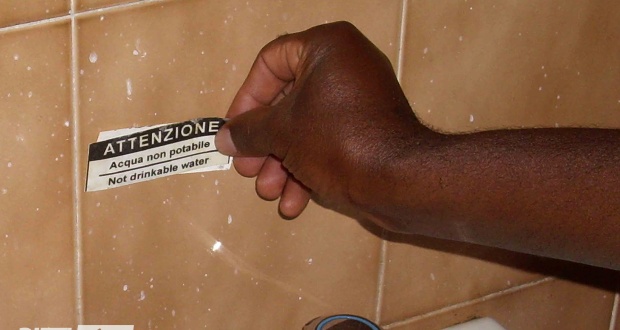 ATTENZIONE
Acqua non potabile
Not drinkable water